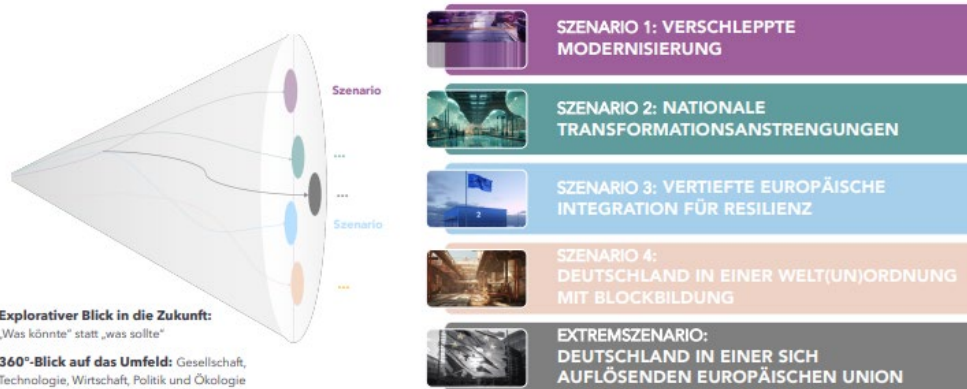 Szenario
...
...
Szenario
...
Explorativer Blick in die Zukunft:
„Was könnte“ statt „was sollte“
360°-Blick auf das Umfeld: Gesellschaft,
Technologie, Wirtschaft, Politik und Ökologie
SZENARIO 1: VERSCHLEPPTE
MODERNISIERUNG
SZENARIO 2: NATIONALE
TRANSFORMATIONSANSTRENGUNGEN
SZENARIO 3: VERTIEFTE EUROPÄISCHE
INTEGRATION FÜR RESILIENZ
2
SZENARIO 4:
DEUTSCHLAND IN EINER WELT(UN)ORDNUNG
MIT BLOCKBILDUNG
EXTREMSZENARIO:
DEUTSCHLAND IN EINER SICH
AUFLÖSENDEN EUROPÄISCHEN UNION